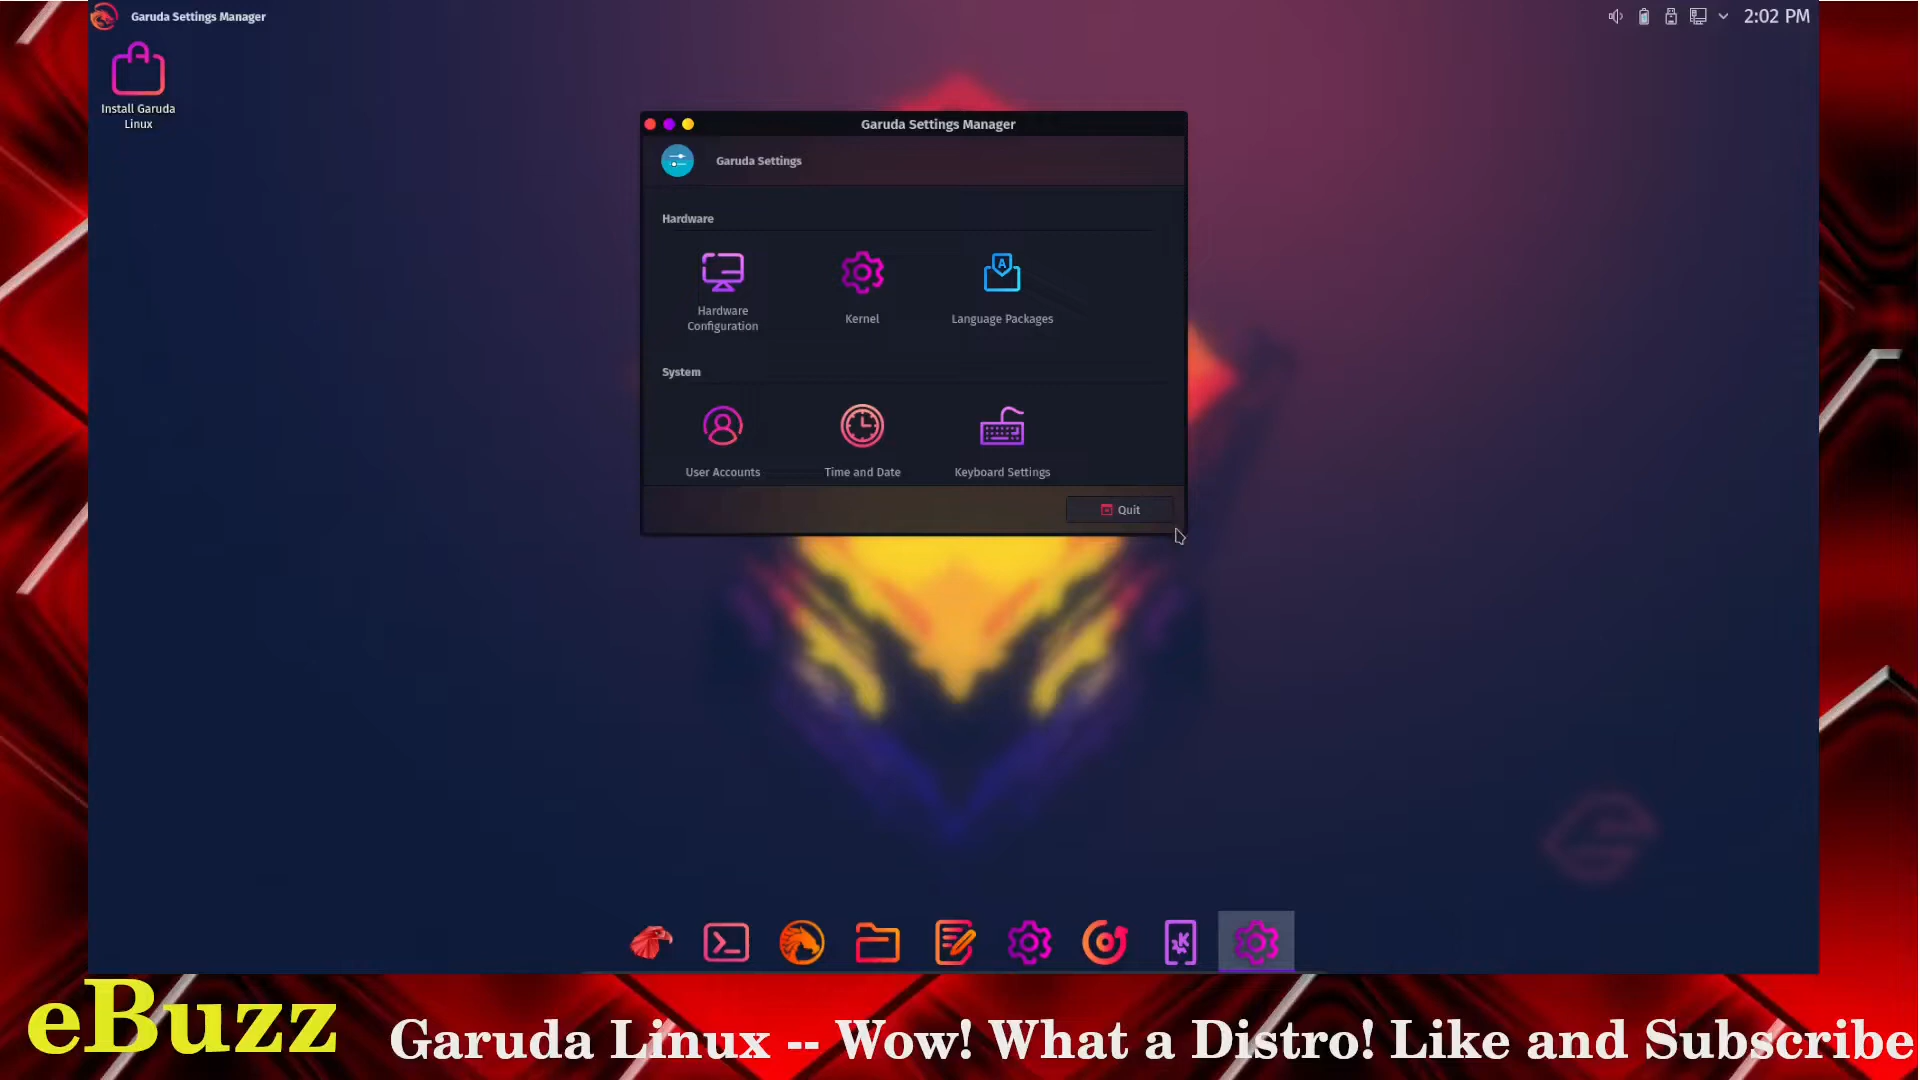 Garuda Settings Manager
2:02 PM
Install Garuda
Linux
Garuda Settings Manager
Garuda Settings
Hardware
Hardware
Configuration
Kernel
Language Packages
System
User Accounts
Time and Date
Keyboard Settings
Quit
eBuzz
Garuda Linux -- Wow! What a Distro! Like and Subscribe